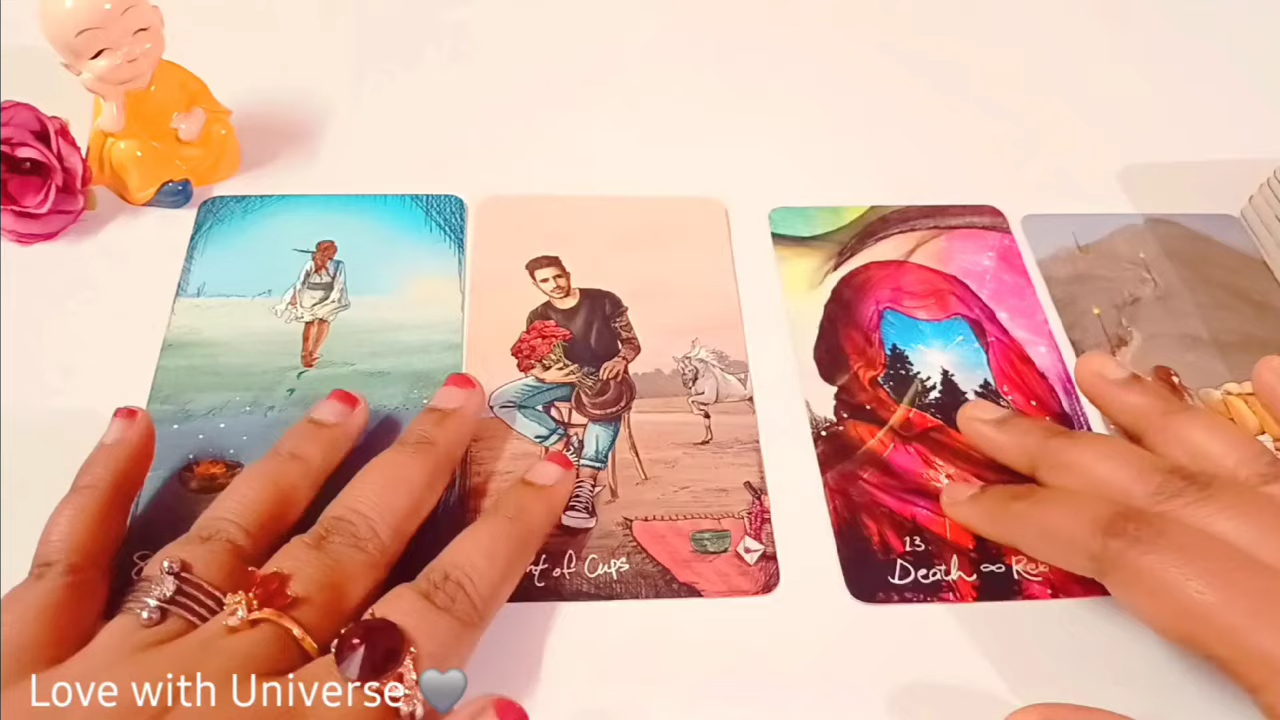 of Cups
13.
Death ∞
Love with Universe 🩶